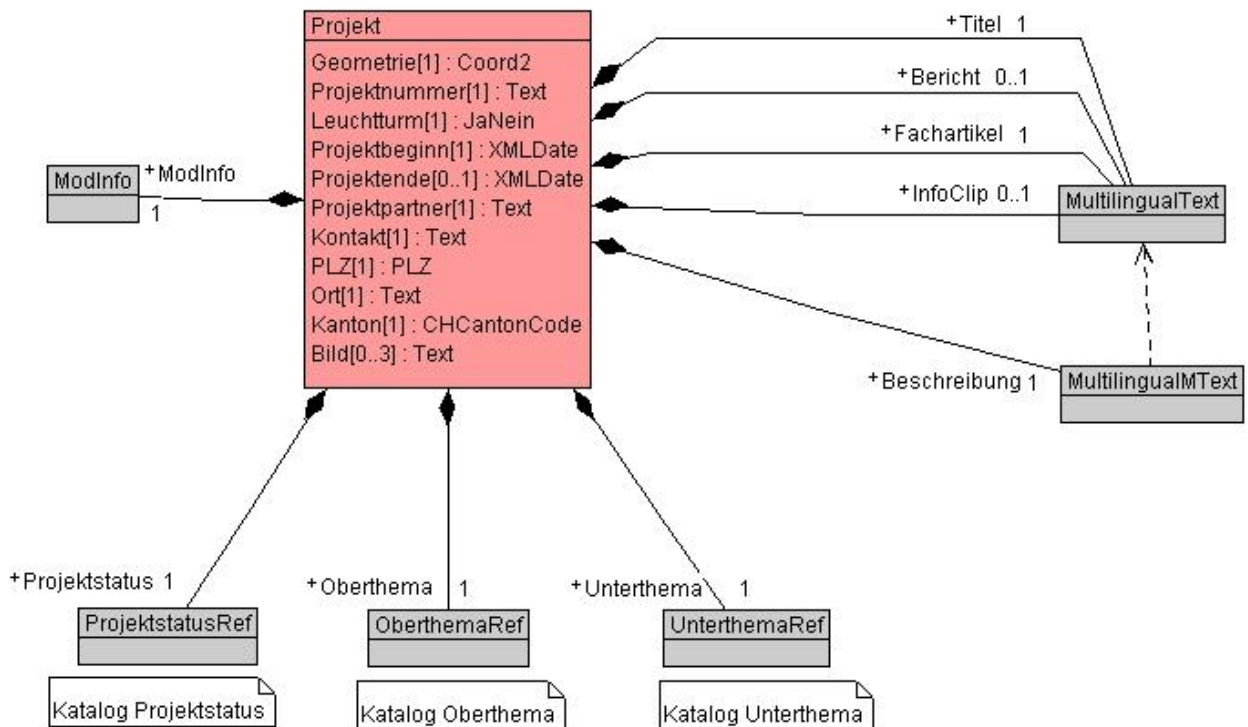 Projekt
Geometrie[1] : Coord2
Projektnummer[1] : Text
Leuchtturm[1] : JaNein
Projektbeginn[1] : XMLDate
Projektende[0..1] : XMLDate
Projektpartner[1] : Text
Kontakt[1] : Text
PLZ[1] : PLZ
Ort[1] : Text
Kanton[1] : CHCantonCode
Bild[0..3] : Text
+Titel 1
+Bericht 0..1
+Fachartikel 1
+InfoClip 0..1
MultilingualText
ModInfo
+ModInfo
1
+Beschreibung 1
MultilingualMText
+Projektstatus 1
+Oberthema 1
+Unterthema 1
ProjektstatusRef
OberthemaRef
UnterthemaRef
Katalog Projektstatus
Katalog Oberthema
Katalog Unterthema